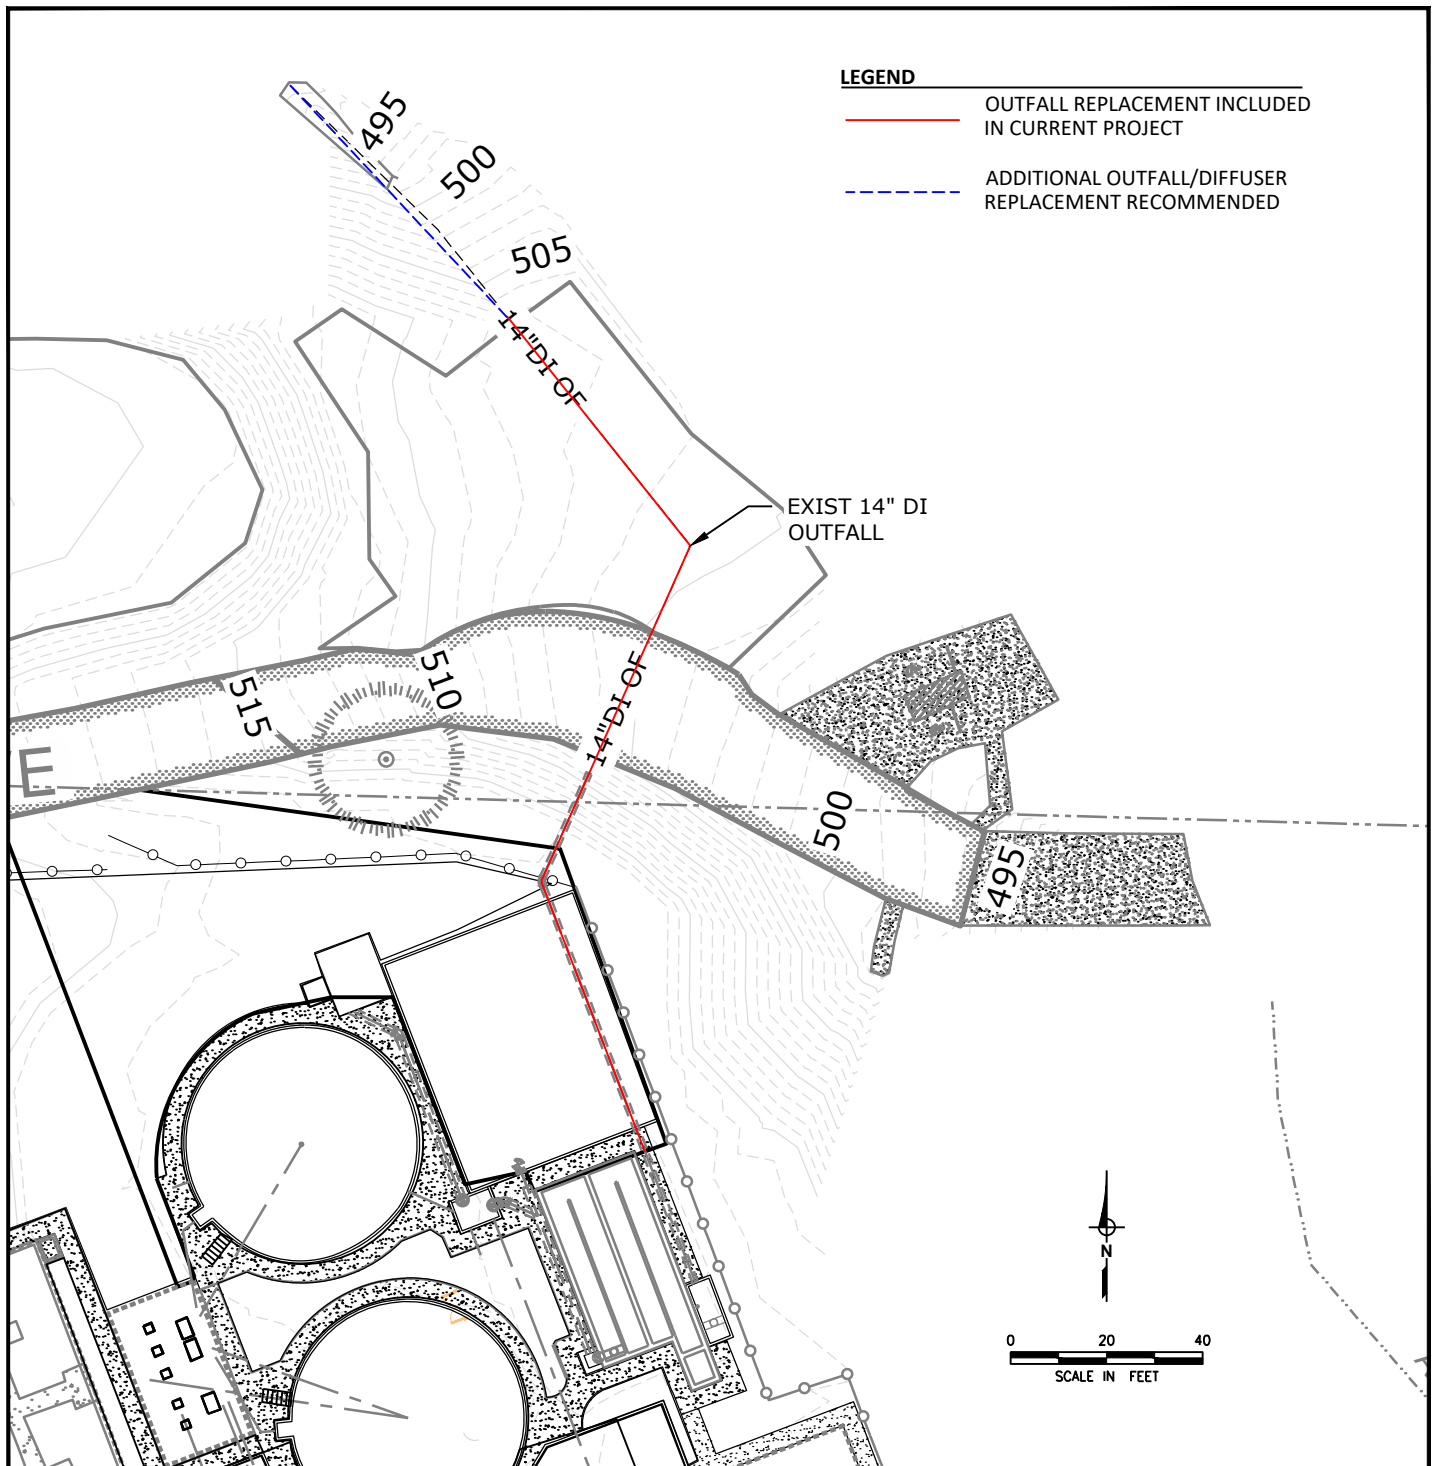 LEGEND
OUTFALL REPLACEMENT INCLUDED
IN CURRENT PROJECT
ADDITIONAL OUTFALL/DIFFUSER
REPLACEMENT RECOMMENDED
495
500
505
14"DI OF
EXIST 14" DI
OUTFALL
510
515
14"DI OF
E
500
495
N
0 20 40
SCALE IN FEET